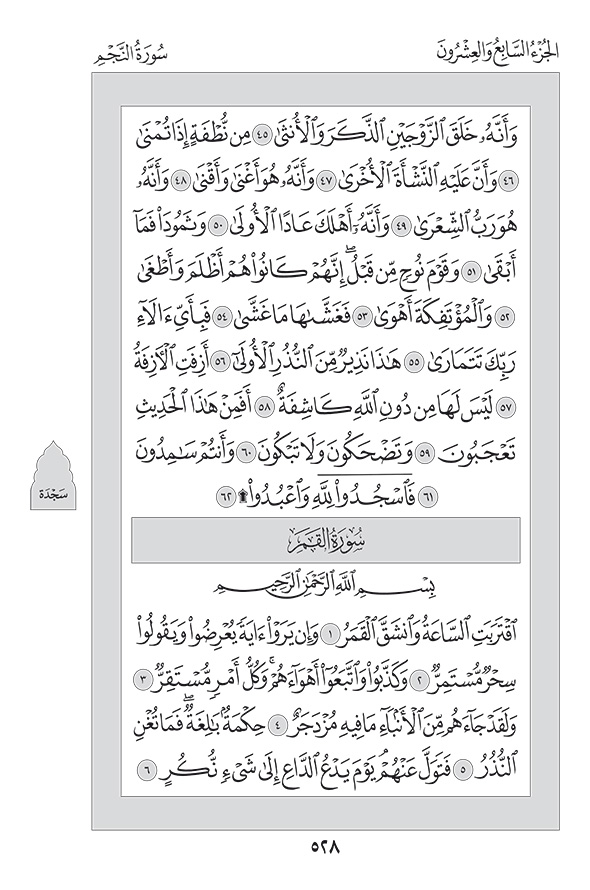 الجُزْءُ السَّابِعُ وَالعِشْرُونَ
سُورَةُ النَّجْمِ
وَأَنَّهُۥ خَلَقَ ٱلزَّوْجَيْنِ ٱلذَّكَرَ وَٱلْأُنثَىٰ ٤٥ مِن نُّطْفَةٍ إِذَا تُمْنَىٰ
٤٦ وَأَنَّ عَلَيْهِ ٱلنَّشْأَةَ ٱلْأُخْرَىٰ ٤٧ وَأَنَّهُۥ هُوَ أَغْنَىٰ وَأَقْنَىٰ ٤٨ وَأَنَّهُۥ
هُوَ رَبُّ ٱلشِّعْرَىٰ ٤٩ وَأَنَّهُۥٓ أَهْلَكَ عَادًا ٱلْأُولَىٰ ٥٠ وَثَمُودَا۟ فَمَآ
أَبْقَىٰ ٥١ وَقَوْمَ نُوحٍ مِّن قَبْلُ ۖ إِنَّهُمْ كَانُوا۟ هُمْ أَظْلَمَ وَأَطْغَىٰ
٥٢ وَٱلْمُؤْتَفِكَةَ أَهْوَىٰ ٥٣ فَغَشَّىٰهَا مَا غَشَّىٰ ٥٤ فَبِأَىِّ ءَالَآءِ
رَبِّكَ تَتَمَارَىٰ ٥٥ هَٰذَا نَذِيرٌ مِّنَ ٱلنُّذُرِ ٱلْأُولَىٰٓ ٥٦ أَزِفَتِ ٱلْءَازِفَةُ
٥٧ لَيْسَ لَهَا مِن دُونِ ٱللَّهِ كَاشِفَةٌ ٥٨ أَفَمِنْ هَٰذَا ٱلْحَدِيثِ
تَعْجَبُونَ ٥٩ وَتَضْحَكُونَ وَلَا تَبْكُونَ ٦٠ وَأَنتُمْ سَٰمِدُونَ
٦١ فَٱسْجُدُوا۟ لِلَّهِ وَٱعْبُدُوا۟ ۩ ٦٢
سَجْدَة
سُورَةُ القَمَرِ
بِسْمِ ٱللَّهِ ٱلرَّحْمَٰنِ ٱلرَّحِيمِ
ٱقْتَرَبَتِ ٱلسَّاعَةُ وَٱنشَقَّ ٱلْقَمَرُ ١ وَإِن يَرَوْا۟ ءَايَةً يُعْرِضُوا۟ وَيَقُولُوا۟
سِحْرٌ مُّسْتَمِرٌّ ٢ وَكَذَّبُوا۟ وَٱتَّبَعُوٓا۟ أَهْوَآءَهُمْ ۚ وَكُلُّ أَمْرٍ مُّسْتَقِرٌّ ٣
وَلَقَدْ جَآءَهُم مِّنَ ٱلْأَنۢبَآءِ مَا فِيهِ مُزْدَجَرٌ ٤ حِكْمَةٌۢ بَٰلِغَةٌ ۖ فَمَا تُغْنِ
ٱلنُّذُرُ ٥ فَتَوَلَّ عَنْهُمْ ۘ يَوْمَ يَدْعُ ٱلدَّاعِ إِلَىٰ شَىْءٍ نُّكُرٍ ٦
٥٢٨